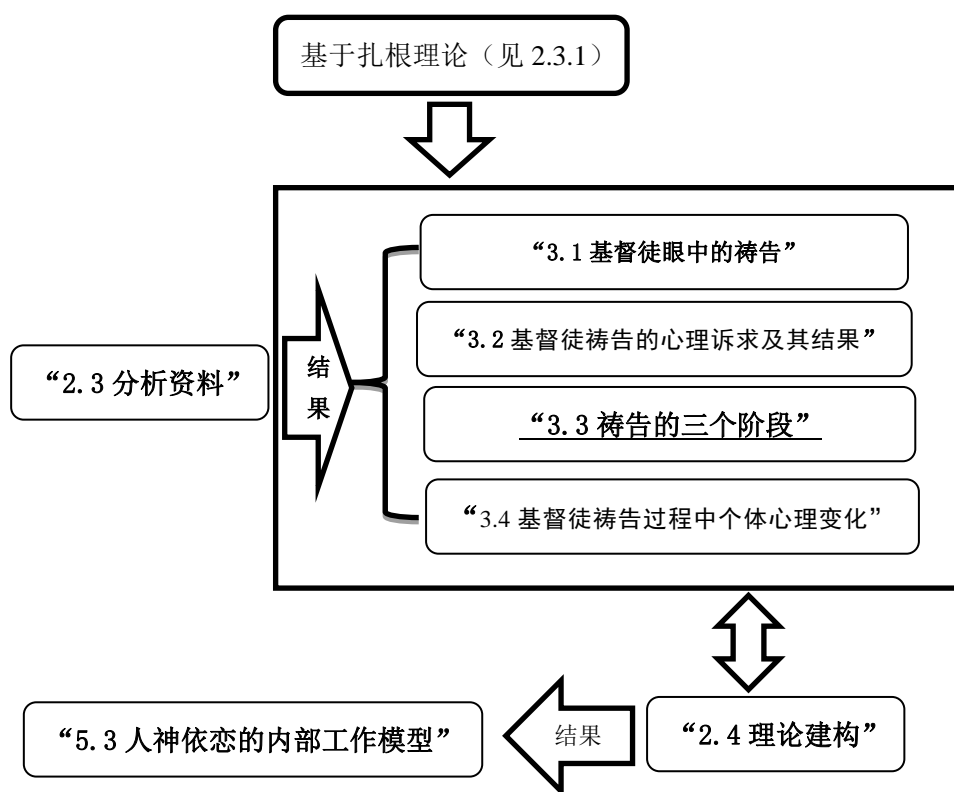 基于扎根理论（见 2.3.1）
“3.1 基督徒眼中的祷告”
“3.2 基督徒祷告的心理诉求及其结果”
“2.3 分析资料”
结
果
“3.3 祷告的三个阶段”
“3.4 基督徒祷告过程中个体心理变化”
“5.3 人神依恋的内部工作模型”
结果
“2.4 理论建构”